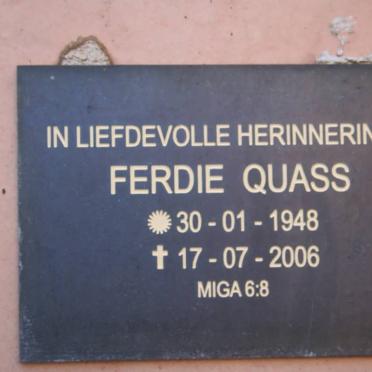 IN LIEFDEVOLLE HERINNERIN
FERDIE QUASS
30 - 01 - 1948
17 - 07 - 2006
MIGA 6:8